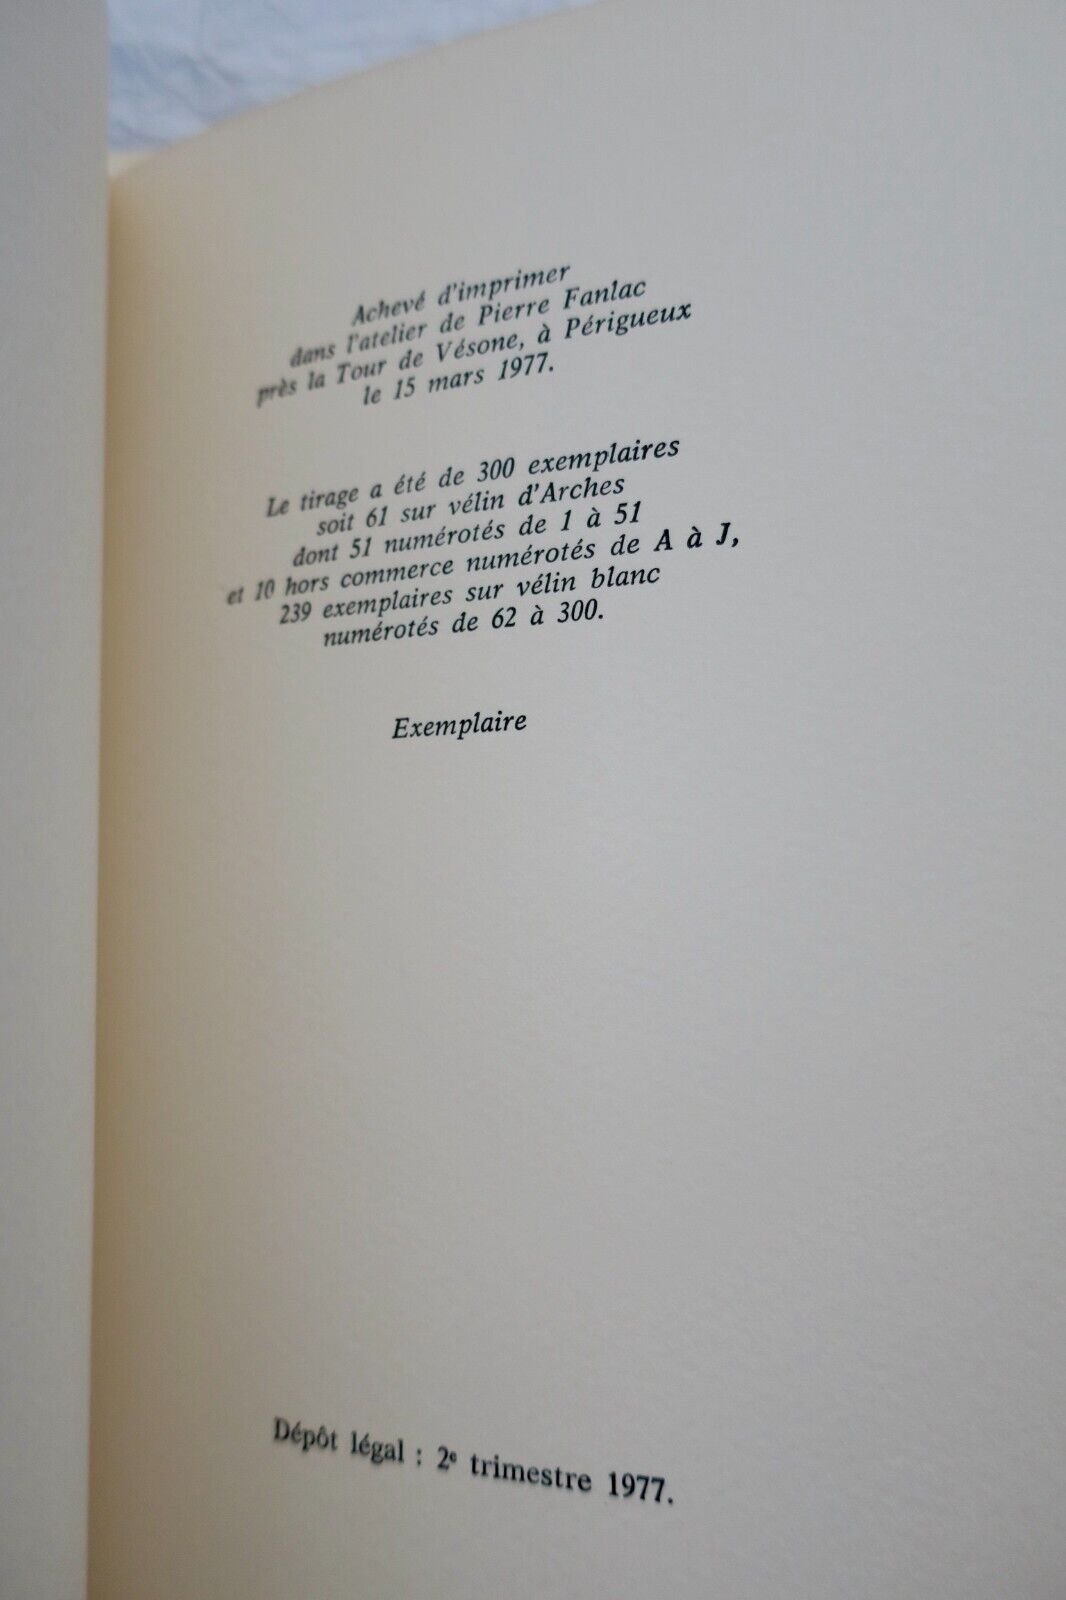 Achevé d'imprimer
dans l'atelier de Pierre Fanlac
près la Tour de Vésone, à Périgueux
le 15 mars 1977.
Le tirage a été de 300 exemplaires
soit 61 sur vélin d'Arches
dont 51 numérotés de 1 à 51
et 10 hors commerce numérotés de A à J,
239 exemplaires sur vélin blanc
numérotés de 62 à 300.
Exemplaire
Dépôt légal : 2e trimestre 1977.